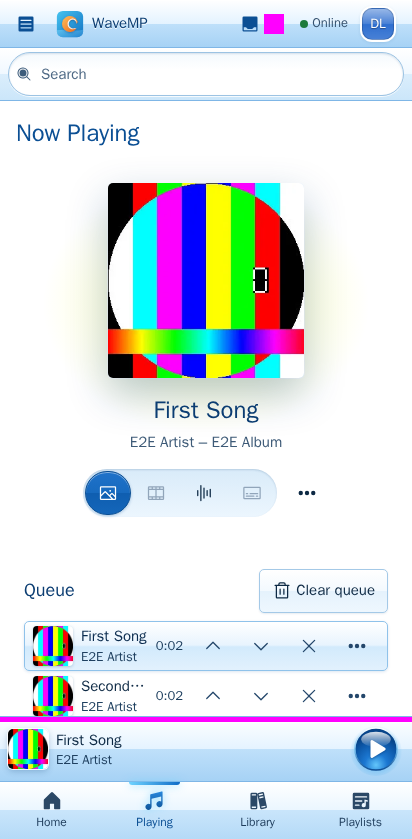 WaveMP
Online
DL
Search
Now Playing
First Song
E2E Artist – E2E Album
Queue
Clear queue
First Song
E2E Artist
0:02
Second···
E2E Artist
0:02
First Song
E2E Artist
Home
Playing
Library
Playlists